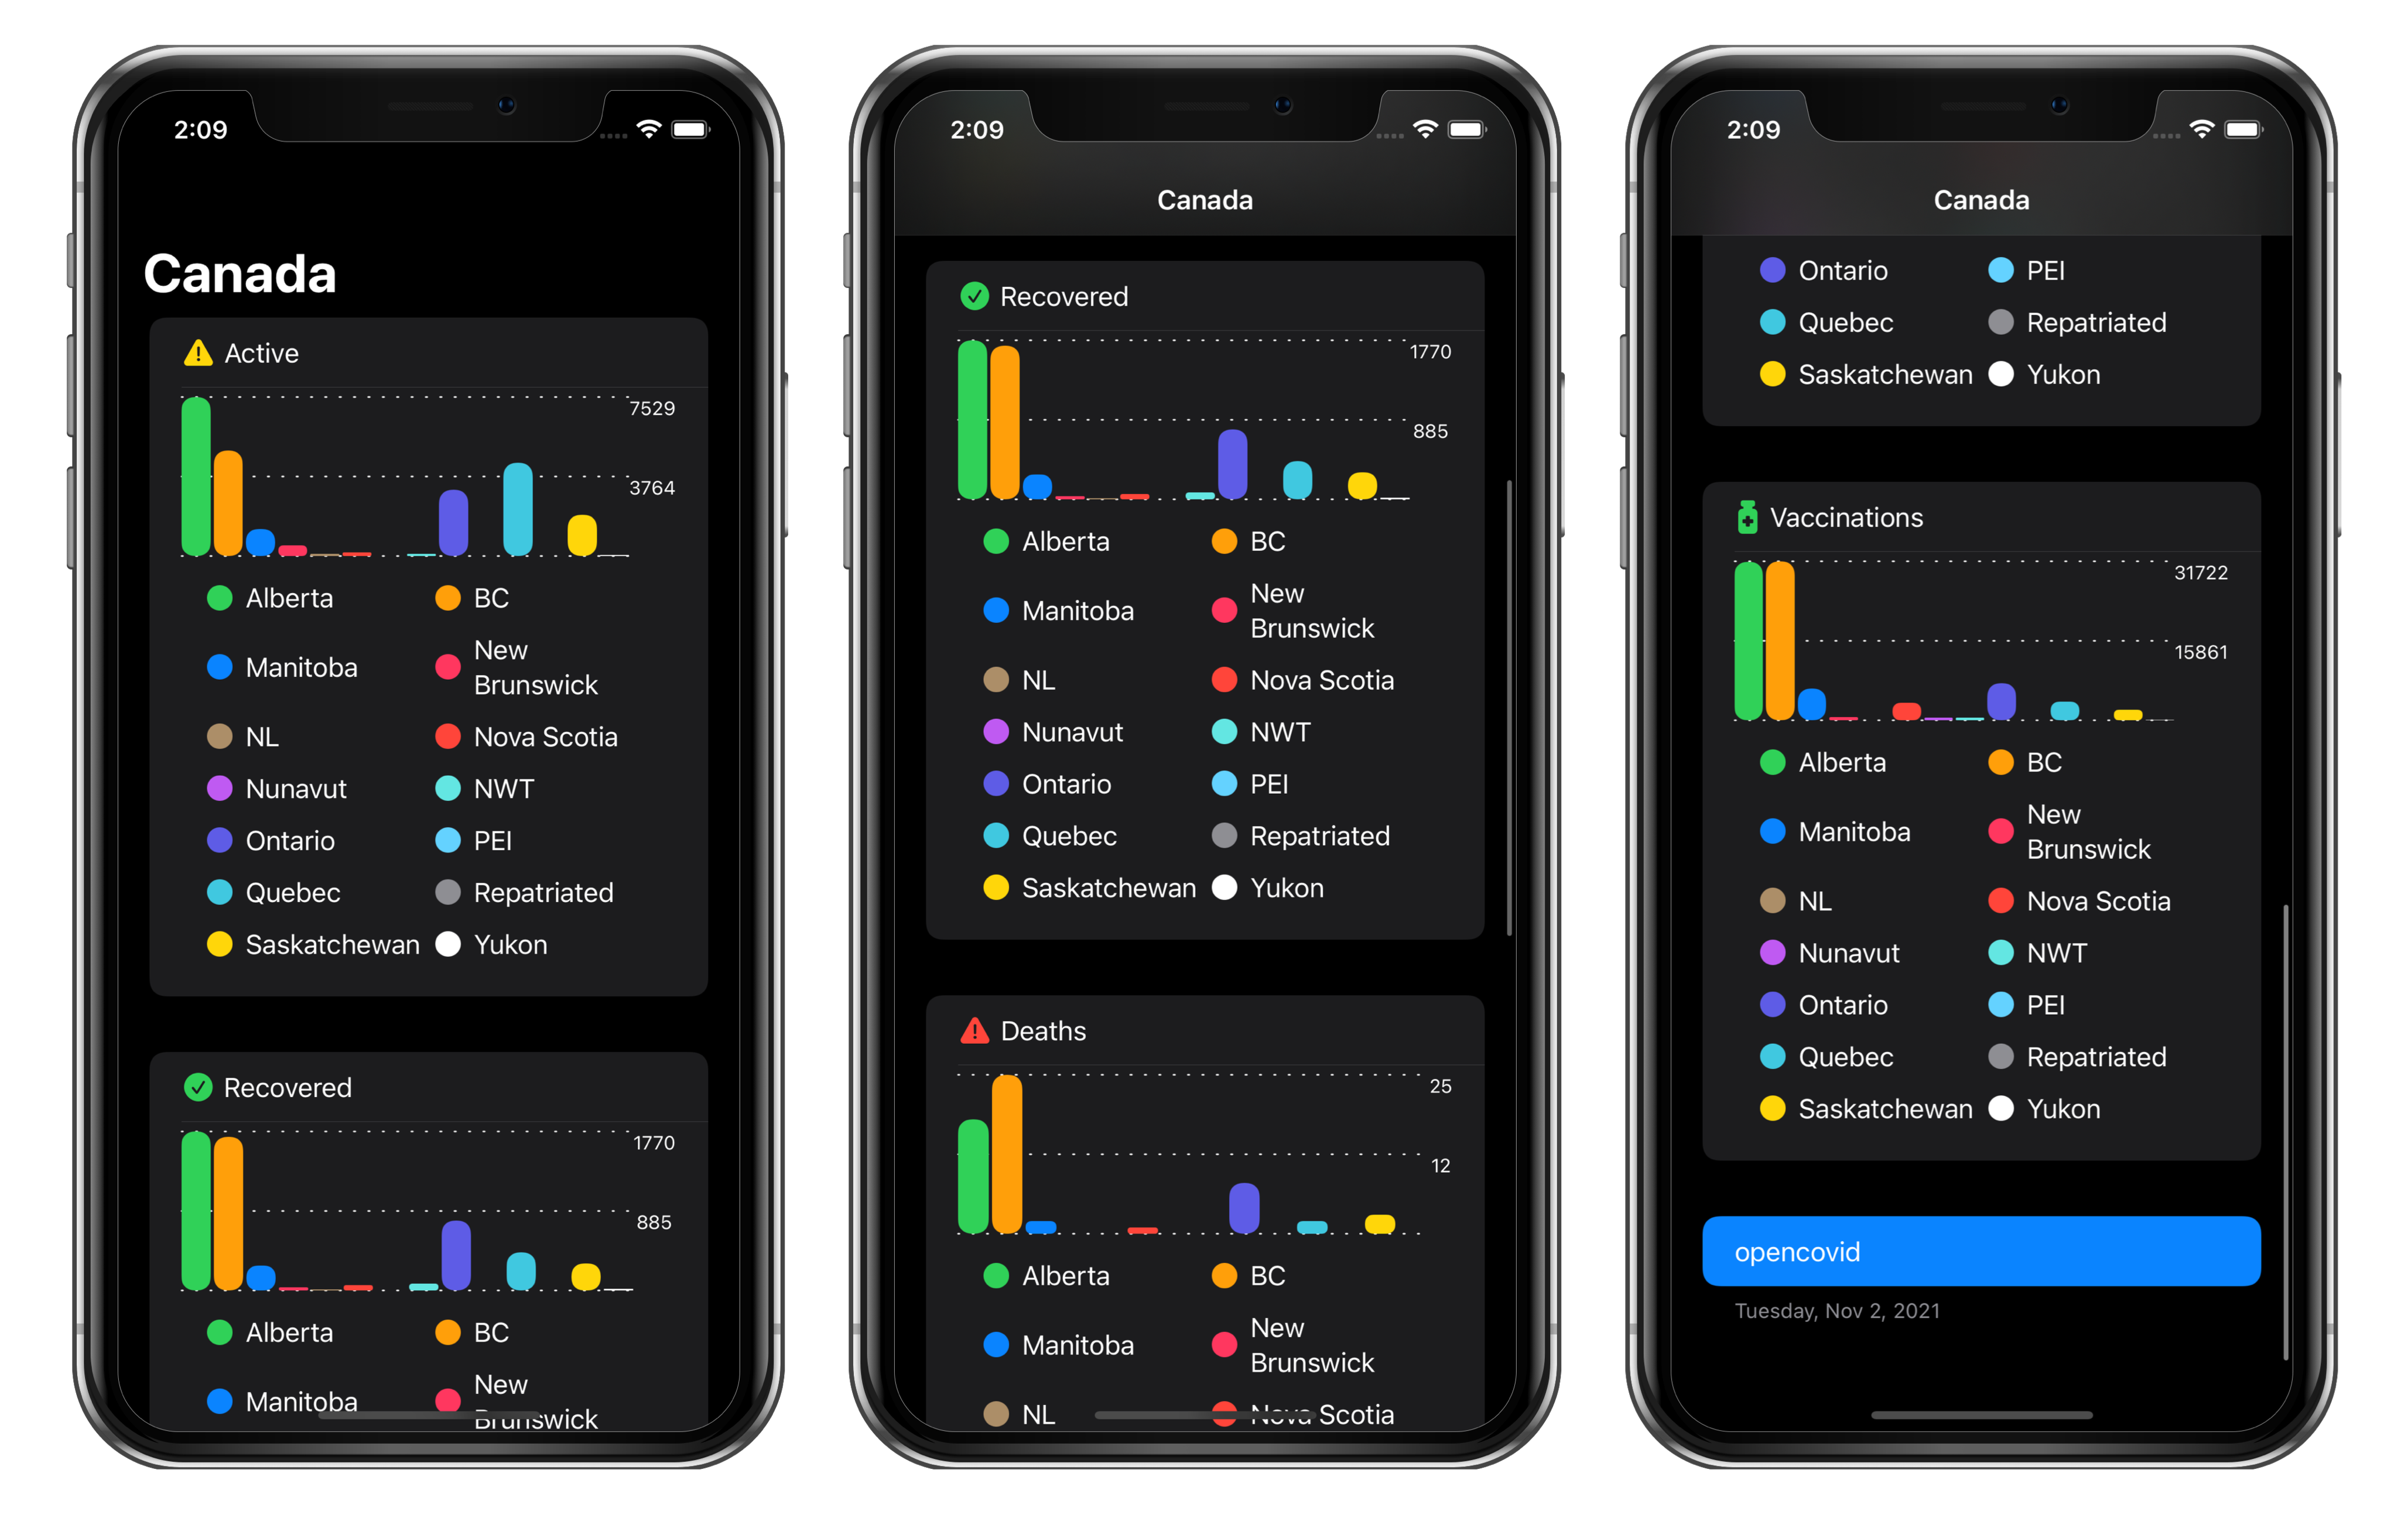 2:09
Canada
Active
7529
3764
Alberta
BC
Manitoba
New
Brunswick
NL
Nova Scotia
Nunavut
NWT
Ontario
PEI
Quebec
Repatriated
Saskatchewan
Yukon
Recovered
1770
885
Alberta
BC
Manitoba
New
Brunswick
2:09
Canada
Recovered
1770
885
Alberta
BC
Manitoba
New
Brunswick
NL
Nova Scotia
Nunavut
NWT
Ontario
PEI
Quebec
Repatriated
Saskatchewan
Yukon
Deaths
25
12
Alberta
BC
Manitoba
New
Brunswick
NL
Nova Scotia
2:09
Canada
Ontario
PEI
Quebec
Repatriated
Saskatchewan
Yukon
Vaccinations
31722
15861
Alberta
BC
Manitoba
New
Brunswick
NL
Nova Scotia
Nunavut
NWT
Ontario
PEI
Quebec
Repatriated
Saskatchewan
Yukon
opencovid
Tuesday, Nov 2, 2021